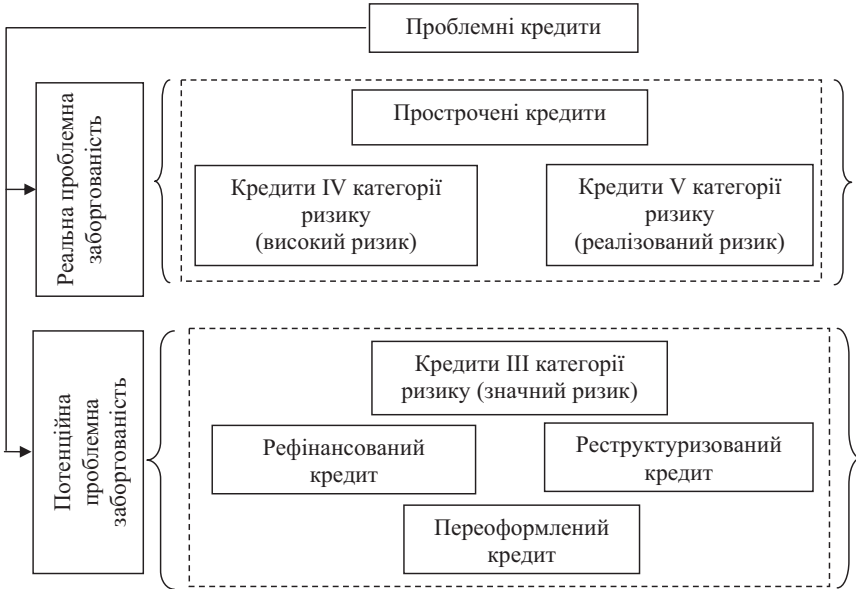 Проблемні кредити
Реальна проблемна
заборгованість
Прострочені кредити
Кредити IV категорії
ризику
(високий ризик)
Кредити V категорії
ризику
(реалізований ризик)
Потенційна
проблемна
заборгованість
Кредити III категорії
ризику (значний ризик)
Рефінансований
кредит
Реструктуризований
кредит
Переоформлений
кредит